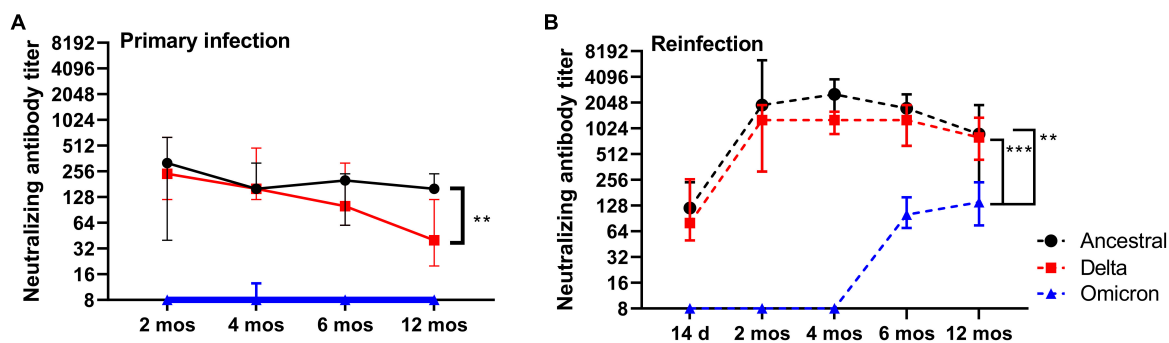 A
Primary infection
Neutralizing antibody titer
8192
4096
2048
1024
512
256
128
64
32
16
8
2 mos 4 mos 6 mos 12 mos
**
B
Reinfection
Neutralizing antibody titer
8192
4096
2048
1024
512
256
128
64
32
16
8
14 d 2 mos 4 mos 6 mos 12 mos
***
**
Ancestral
Delta
Omicron